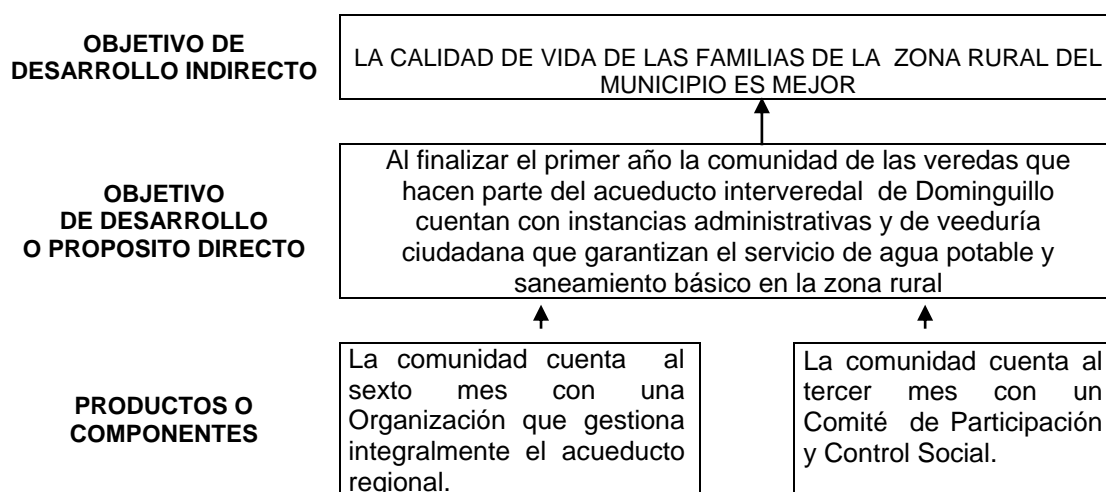 OBJETIVO DE
DESARROLLO INDIRECTO
LA CALIDAD DE VIDA DE LAS FAMILIAS DE LA ZONA RURAL DEL
MUNICIPIO ES MEJOR
OBJETIVO
DE DESARROLLO
O PROPOSITO DIRECTO
Al finalizar el primer año la comunidad de las veredas que
hacen parte del acueducto interveredal de Dominguillo
cuentan con instancias administrativas y de veeduría
ciudadana que garantizan el servicio de agua potable y
saneamiento básico en la zona rural
PRODUCTOS O
COMPONENTES
La comunidad cuenta al
sexto mes con una
Organización que gestiona
integralmente el acueducto
regional.
La comunidad cuenta al
tercer mes con un
Comité de Participación
y Control Social.